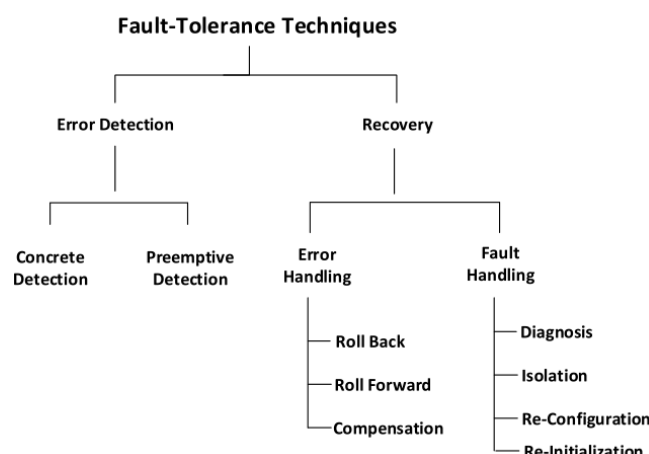 Fault-Tolerance Techniques
Error Detection
Recovery
Concrete
Detection
Preemptive
Detection
Error
Handling
Fault
Handling
Roll Back
Roll Forward
Compensation
Diagnosis
Isolation
Re-Configuration
Re-Initialization